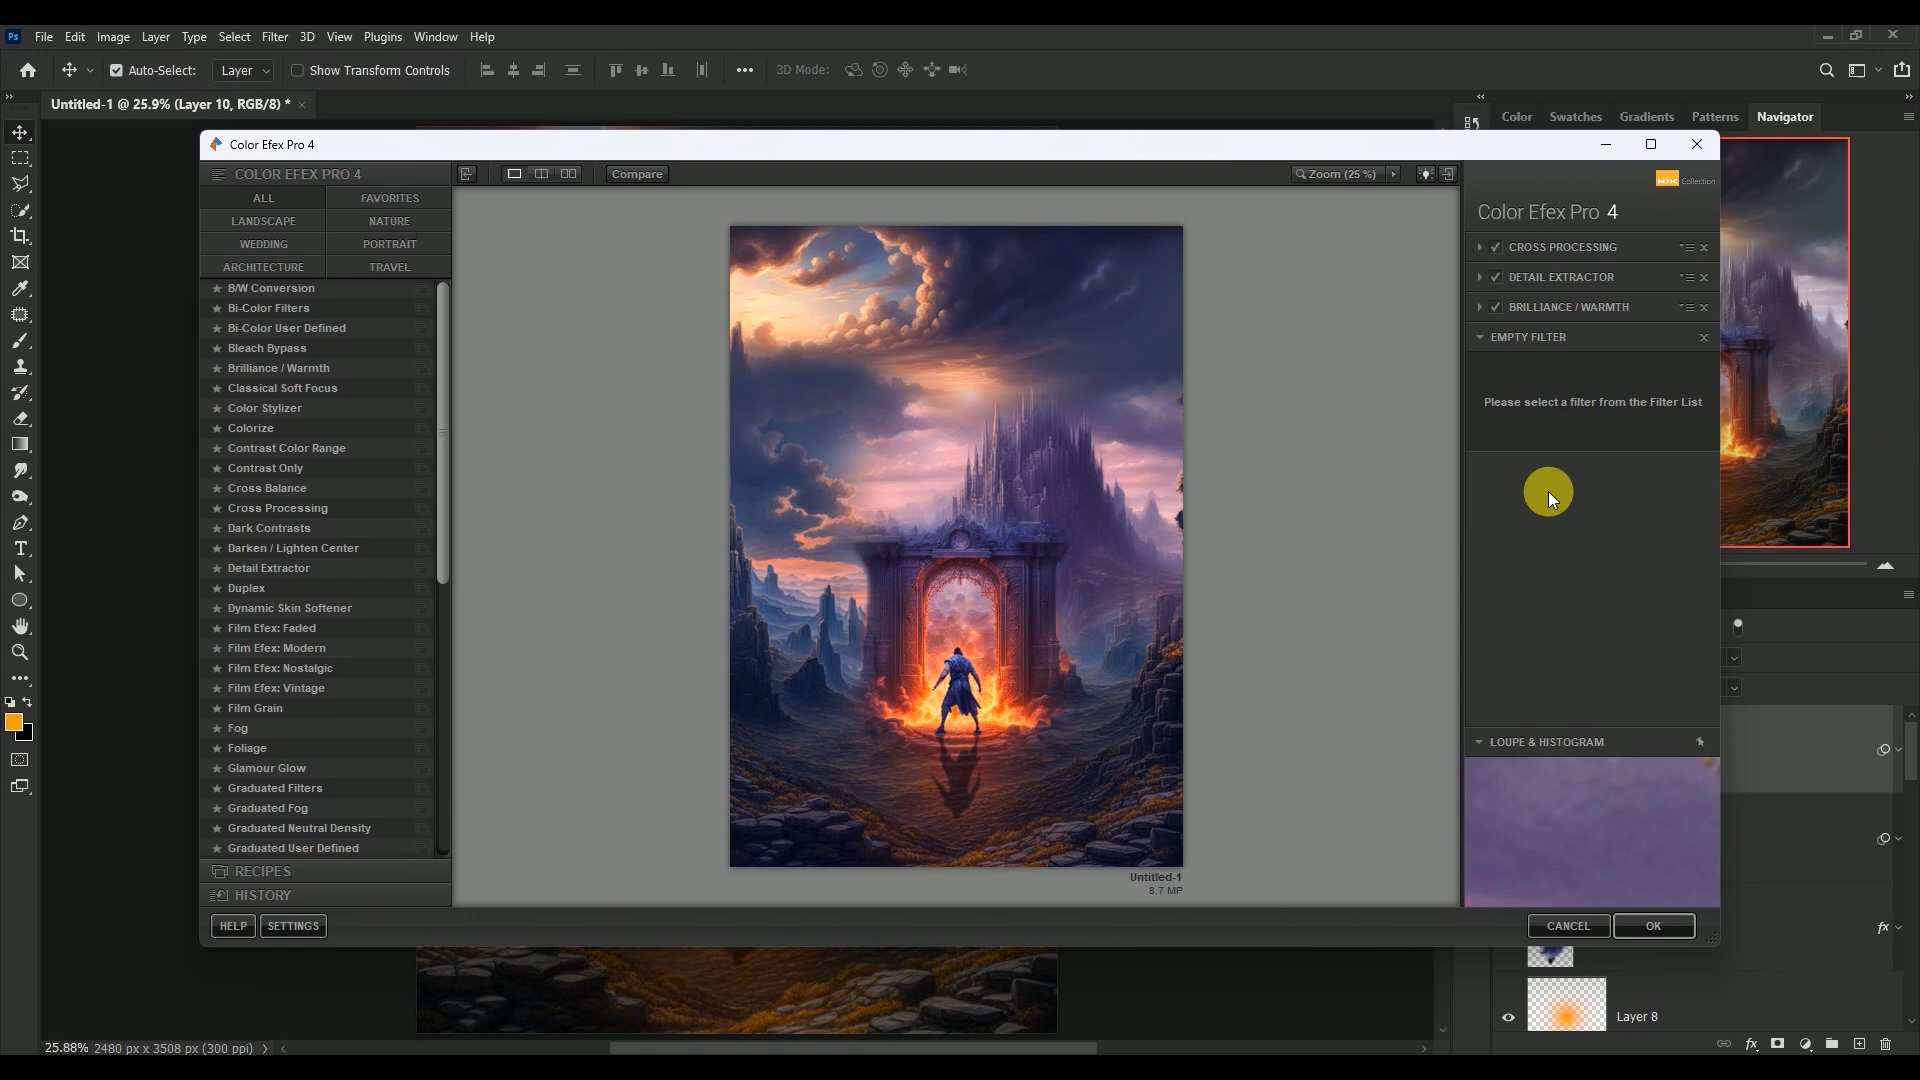 Ps File Edit Image Layer Type Select Filter 3D View Plugins Window Help
Auto-Select: Layer Show Transform Controls 3D Mode:
Untitled-1 @ 25.9% (Layer 10, RGB/8) *
Color Swatches Gradients Patterns Navigator
Color Efex Pro 4
COLOR EFEX PRO 4
Compare
Zoom (25 %)
ALL FAVORITES
LANDSCAPE NATURE
WEDDING PORTRAIT
ARCHITECTURE TRAVEL
B/W Conversion
Bi-Color Filters
Bi-Color User Defined
Bleach Bypass
Brilliance / Warmth
Classical Soft Focus
Color Stylizer
Colorize
Contrast Color Range
Contrast Only
Cross Balance
Cross Processing
Dark Contrasts
Darken / Lighten Center
Detail Extractor
Duplex
Dynamic Skin Softener
Film Efex: Faded
Film Efex: Modern
Film Efex: Nostalgic
Film Efex: Vintage
Film Grain
Fog
Foliage
Glamour Glow
Graduated Filters
Graduated Fog
Graduated Neutral Density
Graduated User Defined
RECIPES
HISTORY
HELP SETTINGS
Untitled-1
8.7 MP
Nik Collection
Color Efex Pro 4
CROSS PROCESSING
DETAIL EXTRACTOR
BRILLIANCE / WARMTH
EMPTY FILTER
Please select a filter from the Filter List
LOUPE & HISTOGRAM
CANCEL OK
fx
Layer 8
fx
25.88% 2480 px x 3508 px (300 ppi)